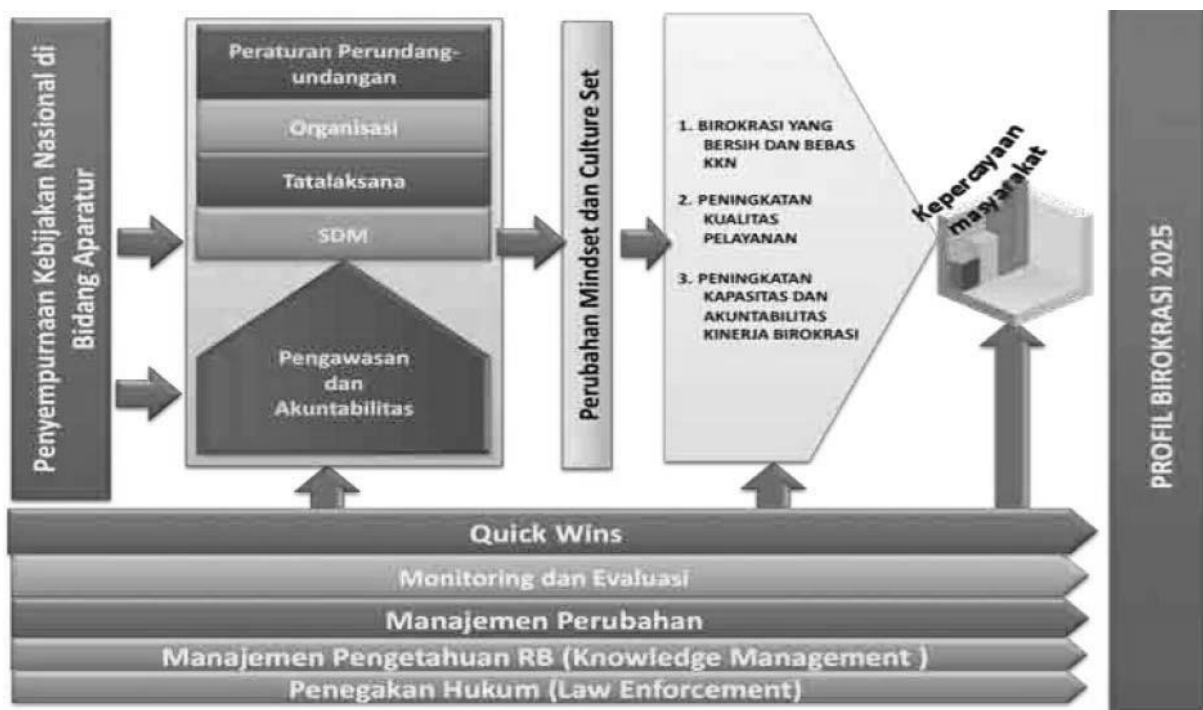 Penyempurnaan Kebijakan Nasional di
Bidang Aparatur
Peraturan Perundang-
undangan
Organisasi
Tatalaksana
SDM
Pengawasan
dan
Akuntabilitas
Perubahan Mindset dan Culture Set
1. BIROKRASI YANG
BERSIH DAN BEBAS
KKN
2. PENINGKATAN
KUALITAS
PELAYANAN
3. PENINGKATAN
KAPASITAS DAN
AKUNTABILITAS
KINERJA BIROKRASI
Kepercayaan
masyarakat
PROFIL BIROKRASI 2025
Quick Wins
Monitoring dan Evaluasi
Manajemen Perubahan
Manajemen Pengetahuan RB (Knowledge Management )
Penegakan Hukum (Law Enforcement)